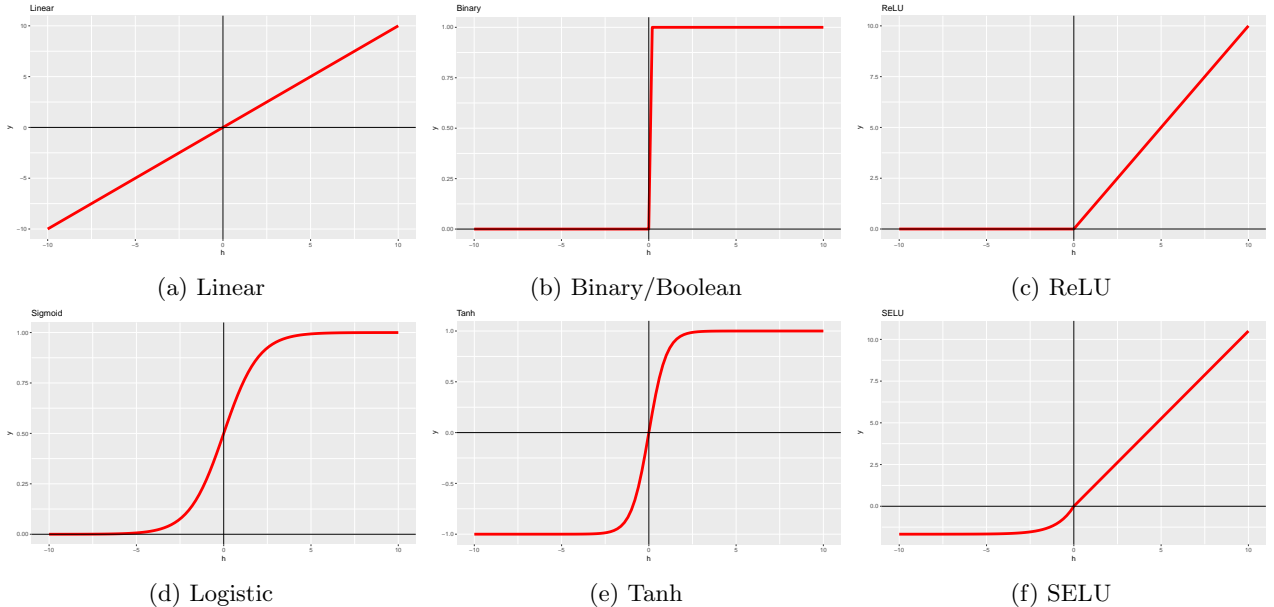 Linear
10
5
0
−5
−10
y
−10
−5
0
5
10
h
(a) Linear
Binary
1.00
0.75
0.50
0.25
0.00
y
−10
−5
0
5
10
h
(b) Binary/Boolean
ReLU
10.0
7.5
5.0
2.5
0.0
y
−10
−5
0
5
10
h
(c) ReLU
Sigmoid
1.00
0.75
0.50
0.25
0.00
y
−10
−5
0
5
10
h
(d) Logistic
Tanh
1.0
0.5
0.0
−0.5
−1.0
y
−10
−5
0
5
10
h
(e) Tanh
SELU
10.0
7.5
5.0
2.5
0.0
y
−10
−5
0
5
10
h
(f) SELU